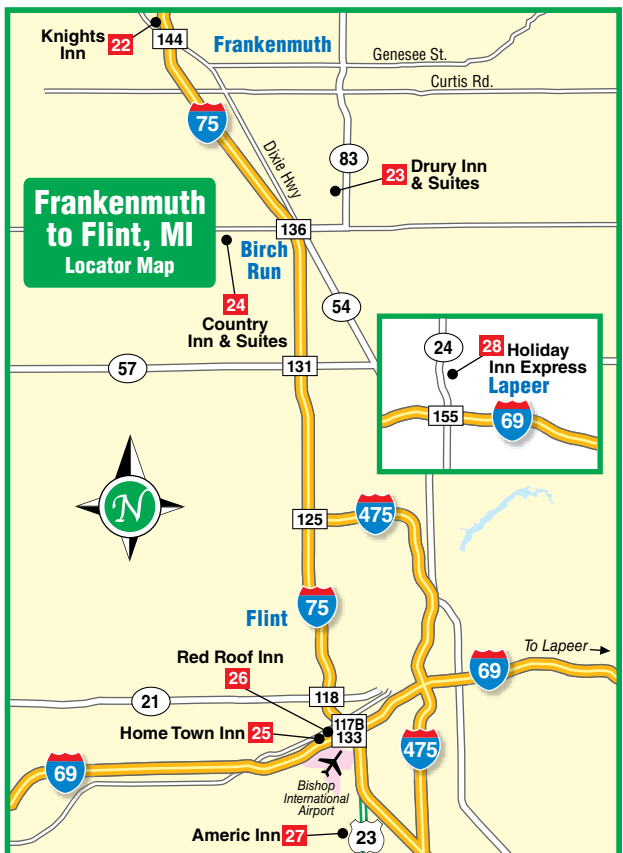 Knights
Inn
22
144
Frankenmuth
Genesee St.
Curtis Rd.
75
Dixie Hwy
83
23
Drury Inn
& Suites
Frankenmuth
to Flint, MI
Locator Map
136
Birch
Run
24
Country
Inn & Suites
54
57
131
24
28
Holiday
Inn Express
Lapeer
155
69
N
125
475
75
Flint
To Lapeer
69
Red Roof Inn
26
21
118
Home Town Inn
25
117B
133
475
69
Bishop
International
Airport
Americ Inn
27
23